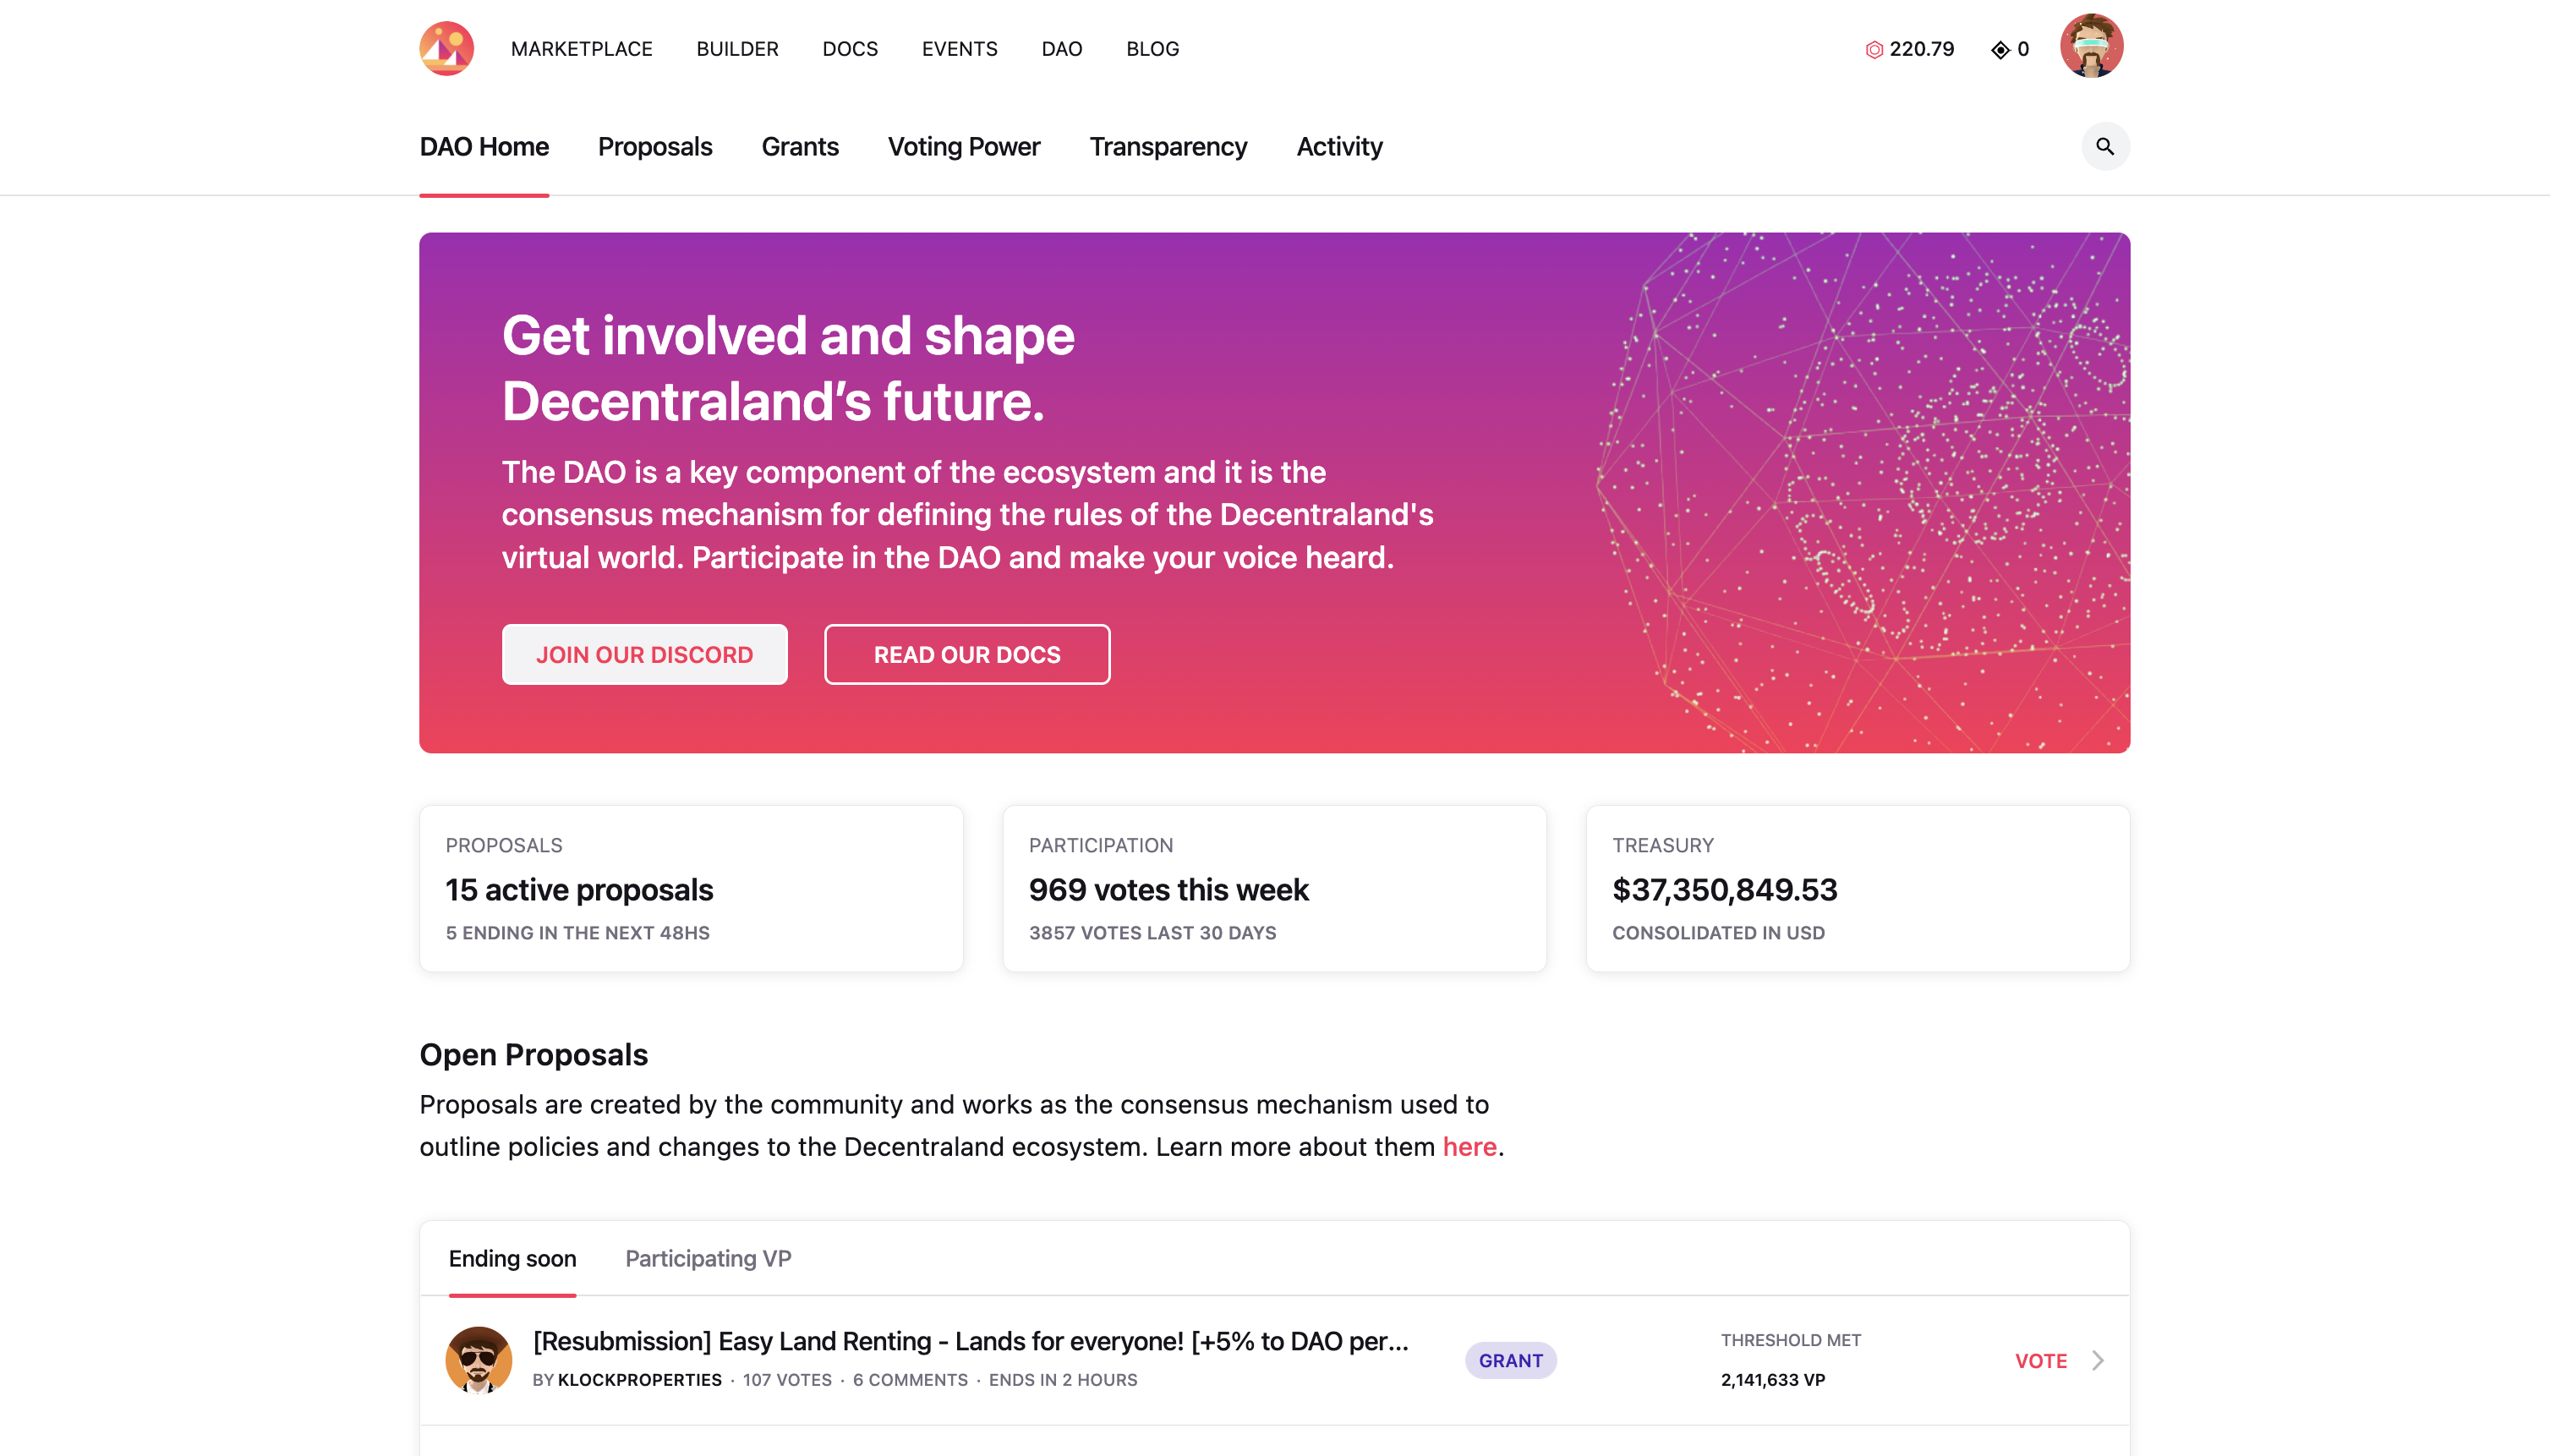 MARKETPLACE BUILDER DOCS EVENTS DAO BLOG 220.79 0
DAO Home Proposals Grants Voting Power Transparency Activity
Get involved and shape
Decentraland’s future.
The DAO is a key component of the ecosystem and it is the
consensus mechanism for defining the rules of the Decentraland's
virtual world. Participate in the DAO and make your voice heard.
JOIN OUR DISCORD READ OUR DOCS
PROPOSALS
15 active proposals
5 ENDING IN THE NEXT 48HS
PARTICIPATION
969 votes this week
3857 VOTES LAST 30 DAYS
TREASURY
$37,350,849.53
CONSOLIDATED IN USD
Open Proposals
Proposals are created by the community and works as the consensus mechanism used to
outline policies and changes to the Decentraland ecosystem. Learn more about them here.
Ending soon Participating VP
[Resubmission] Easy Land Renting - Lands for everyone! [+5% to DAO per...
BY KLOCKPROPERTIES · 107 VOTES · 6 COMMENTS · ENDS IN 2 HOURS
GRANT
THRESHOLD MET
2,141,633 VP
VOTE